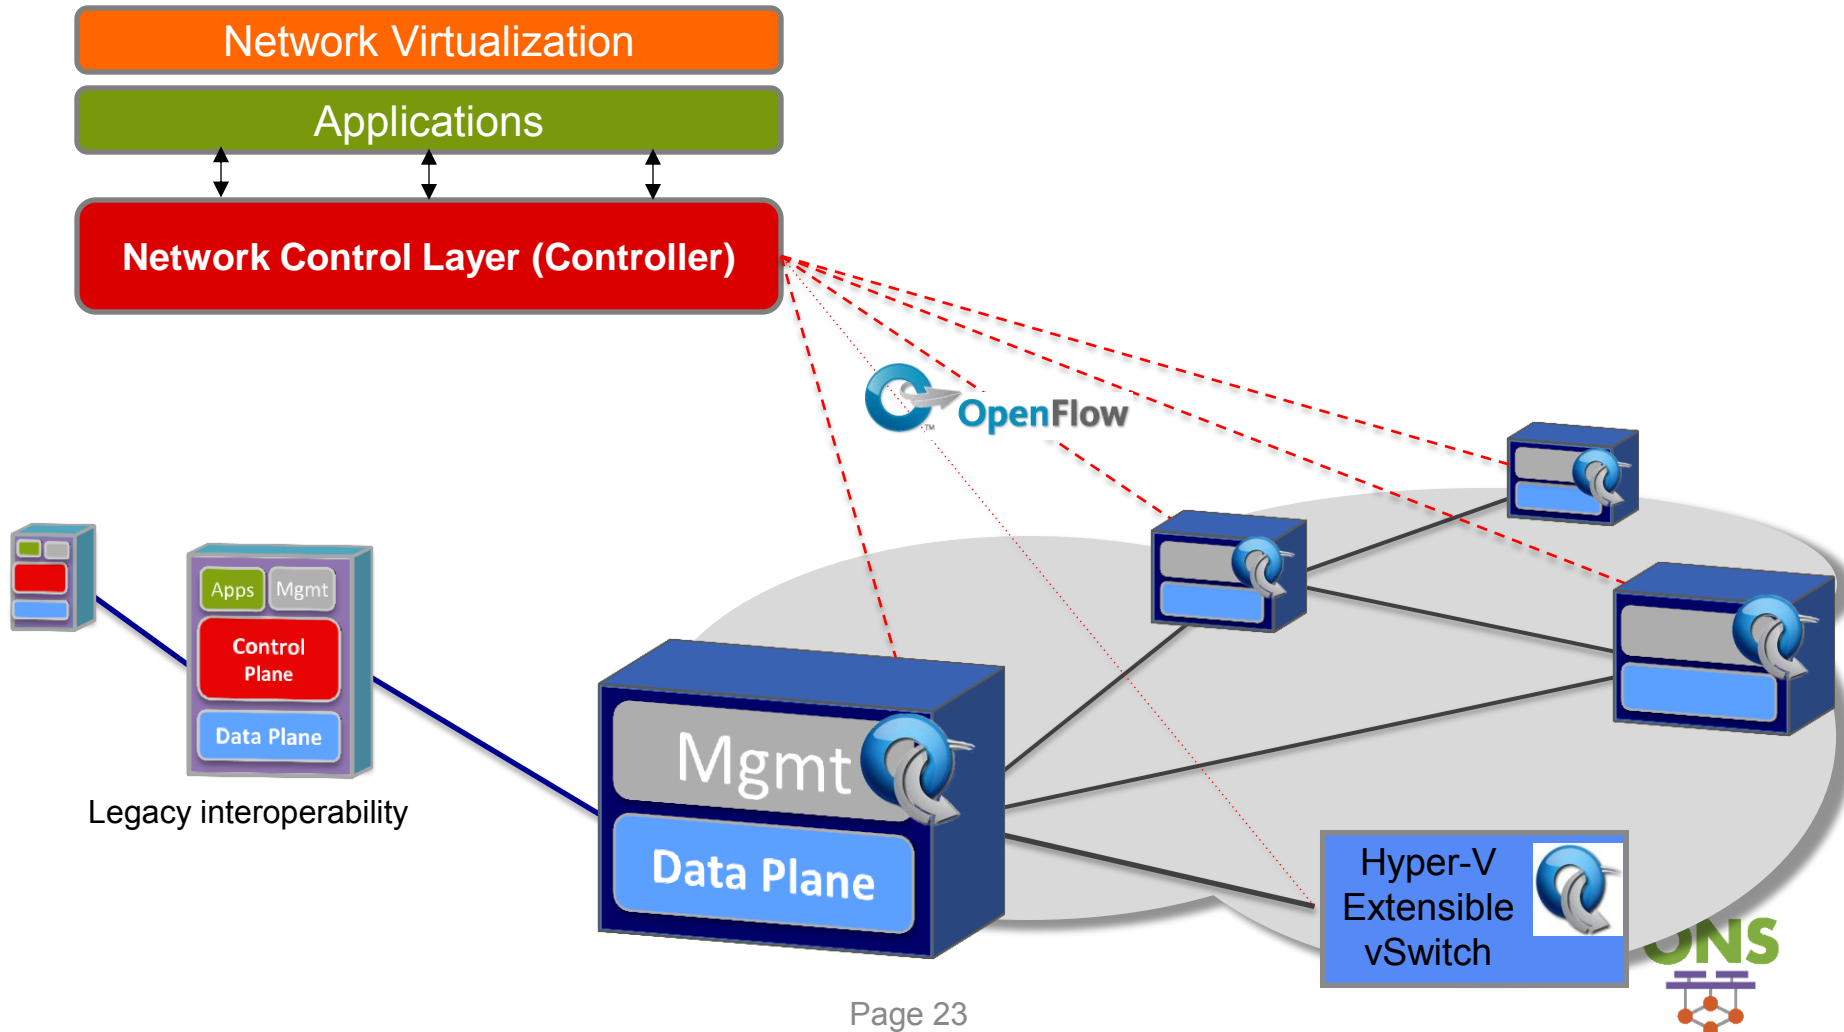 Network Virtualization
Applications
Network Control Layer (Controller)
OpenFlow
TM
Apps Mgmt
Control
Plane
Data Plane
Legacy interoperability
Mgmt
Data Plane
Hyper-V
Extensible
vSwitch
ONS
Page 23